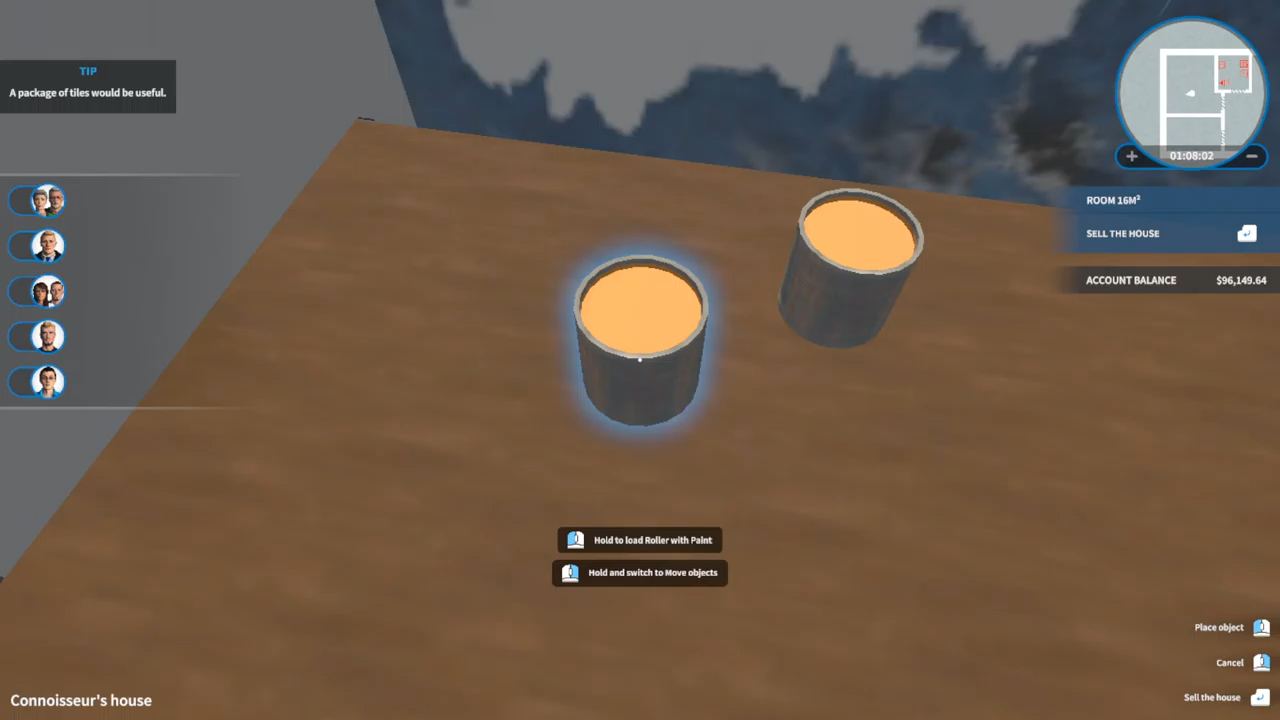 TIP
A package of tiles would be useful.
01:08:02
ROOM 16M²
SELL THE HOUSE
ACCOUNT BALANCE $96,149.64
Hold to load Roller with Paint
Hold and switch to Move objects
Place object
Cancel
Sell the house
Connoisseur's house